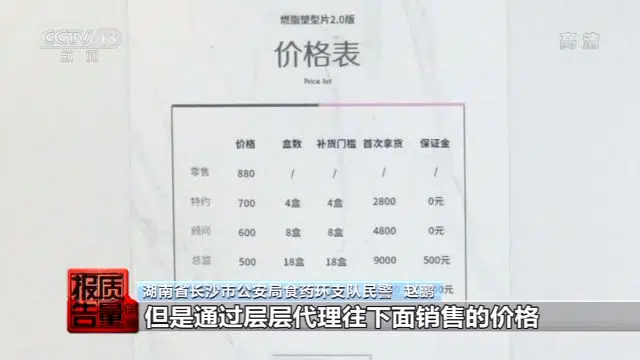 CCTV 13
新闻
高清
燃脂塑型片2.0版
价格表
Price list
价格 盒数 补货门槛 首次拿货 保证金
零售 880 / / / /
特约 700 4盒 4盒 2800 0元
顾问 600 8盒 8盒 4800 0元
总监 500 18盒 18盒 9000 500元
0元
湖南省长沙市公安局食药环支队民警 赵鹏
质量
报告
但是通过层层代理往下面销售的价格